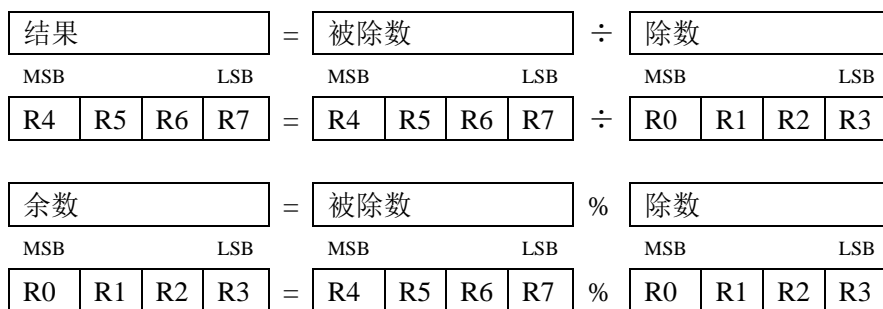 结果 = 被除数 ÷ 除数
MSB LSB MSB LSB MSB LSB
R4 R5 R6 R7 = R4 R5 R6 R7 ÷ R0 R1 R2 R3
余数 = 被除数 % 除数
MSB LSB MSB LSB MSB LSB
R0 R1 R2 R3 = R4 R5 R6 R7 % R0 R1 R2 R3